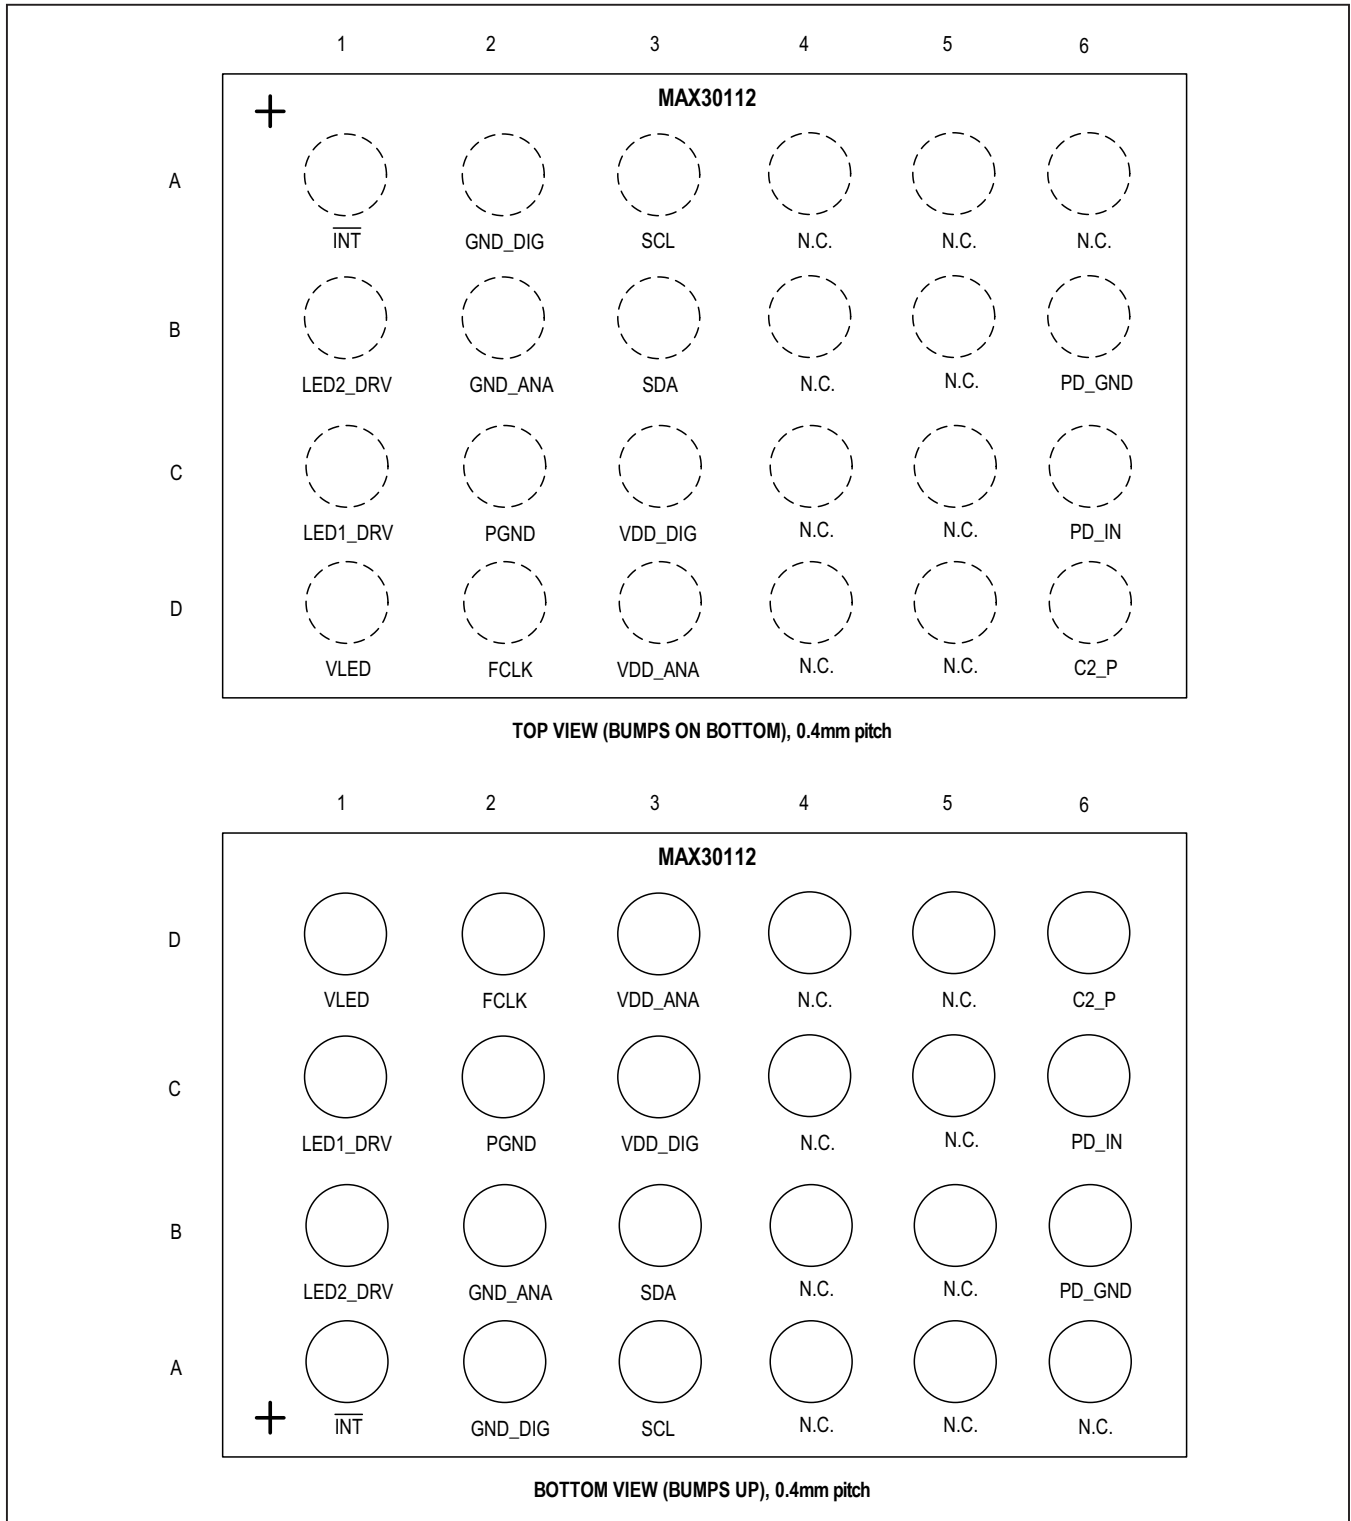 1 2 3 4 5 6
MAX30112
A
INT GND_DIG SCL N.C. N.C. N.C.
B
LED2_DRV GND_ANA SDA N.C. N.C. PD_GND
C
LED1_DRV PGND VDD_DIG N.C. N.C. PD_IN
D
VLED FCLK VDD_ANA N.C. N.C. C2_P
TOP VIEW (BUMPS ON BOTTOM), 0.4mm pitch
1 2 3 4 5 6
MAX30112
D
VLED FCLK VDD_ANA N.C. N.C. C2_P
C
LED1_DRV PGND VDD_DIG N.C. N.C. PD_IN
B
LED2_DRV GND_ANA SDA N.C. N.C. PD_GND
A
INT GND_DIG SCL N.C. N.C. N.C.
BOTTOM VIEW (BUMPS UP), 0.4mm pitch